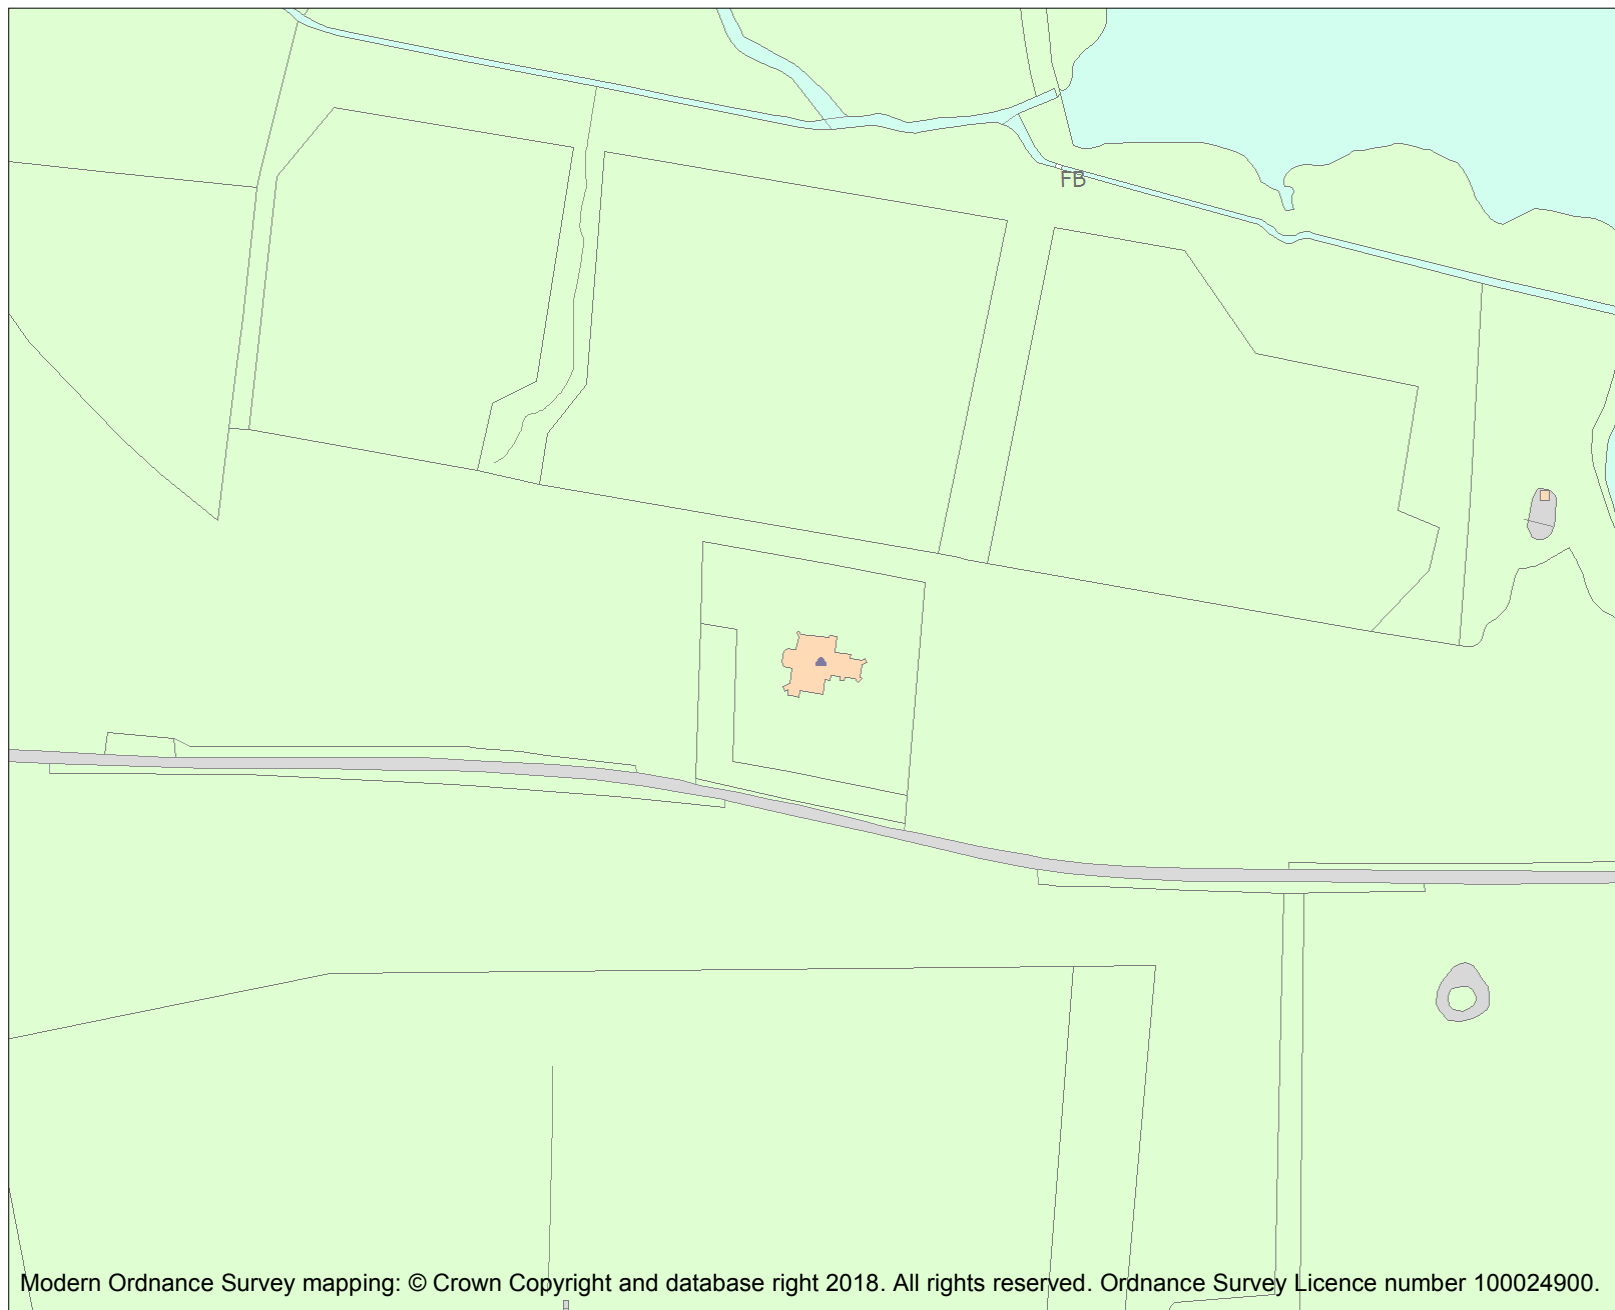 FB
Modern Ordnance Survey mapping: © Crown Copyright and database right 2018. All rights reserved. Ordnance Survey Licence number 100024900.